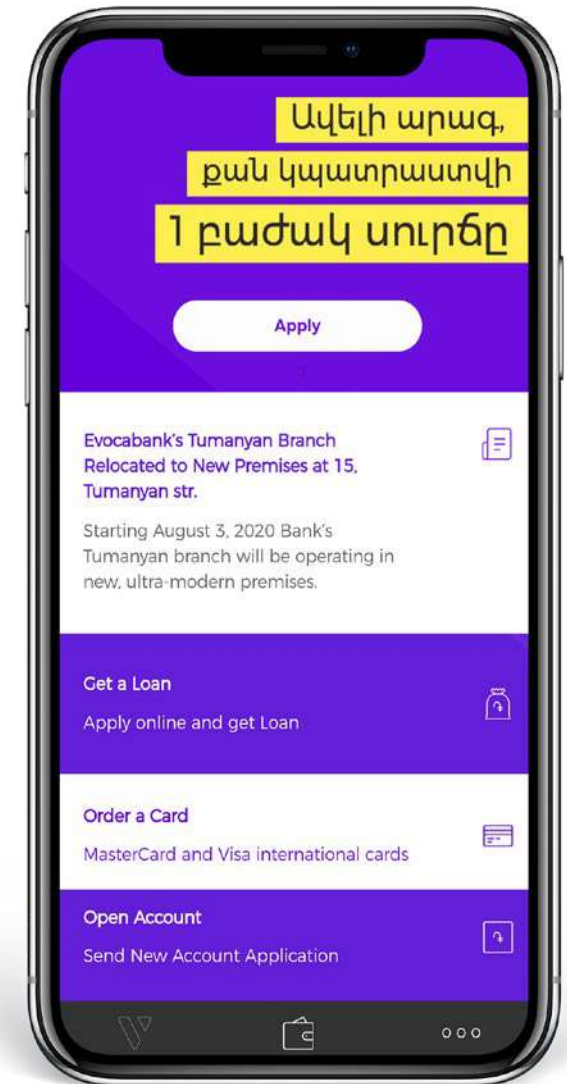 Ավելի արագ,
քան կպատրաստվի
1 բաժակ սուրճը
Apply
Evocabank's Tumanyan Branch
Relocated to New Premises at 15,
Tumanyan str.
Starting August 3, 2020 Bank's
Tumanyan branch will be operating in
new, ultra-modern premises.
Get a Loan
Apply online and get Loan
Order a Card
MasterCard and Visa international cards
Open Account
Send New Account Application